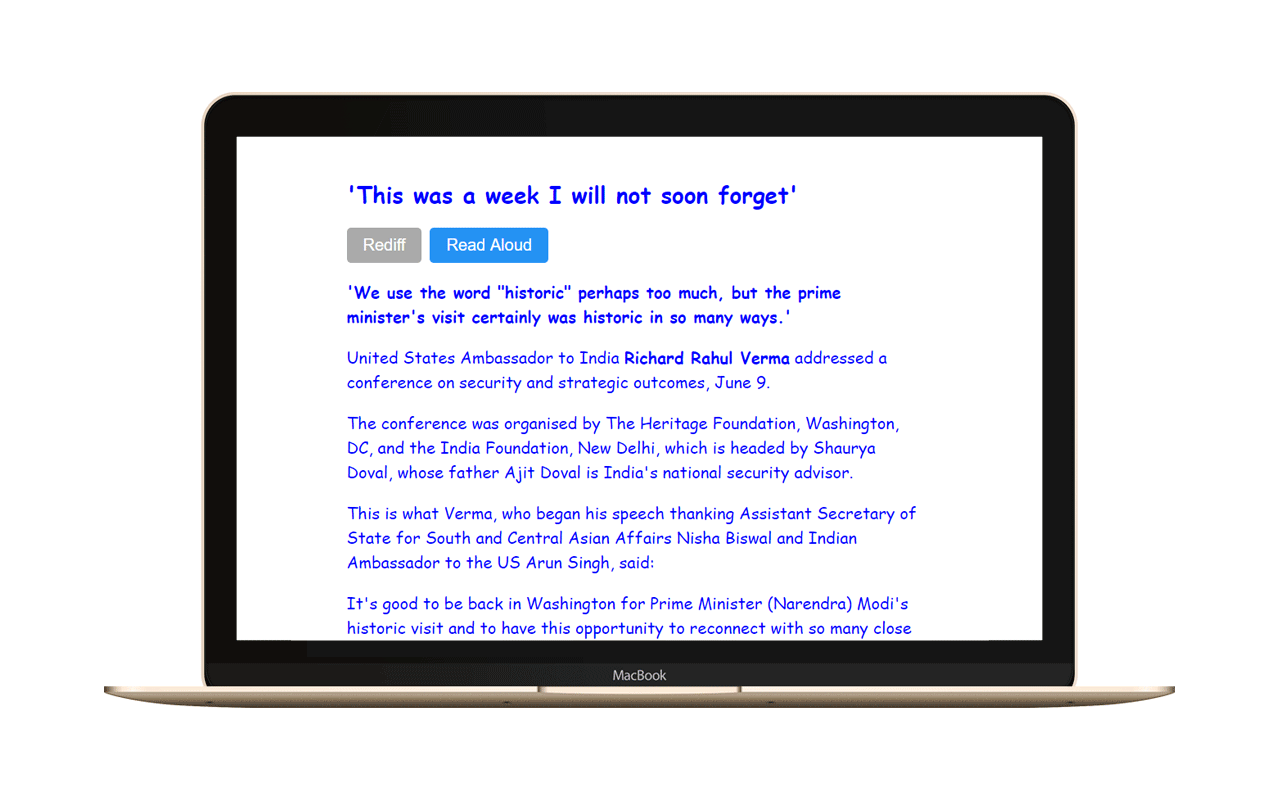 'This was a week I will not soon forget'
Rediff Read Aloud
'We use the word "historic" perhaps too much, but the prime
minister's visit certainly was historic in so many ways.'
United States Ambassador to India Richard Rahul Verma addressed a
conference on security and strategic outcomes, June 9.
The conference was organised by The Heritage Foundation, Washington,
DC, and the India Foundation, New Delhi, which is headed by Shaurya
Doval, whose father Ajit Doval is India's national security advisor.
This is what Verma, who began his speech thanking Assistant Secretary of
State for South and Central Asian Affairs Nisha Biswal and Indian
Ambassador to the US Arun Singh, said:
It's good to be back in Washington for Prime Minister (Narendra) Modi's
historic visit and to have this opportunity to reconnect with so many close
MacBook